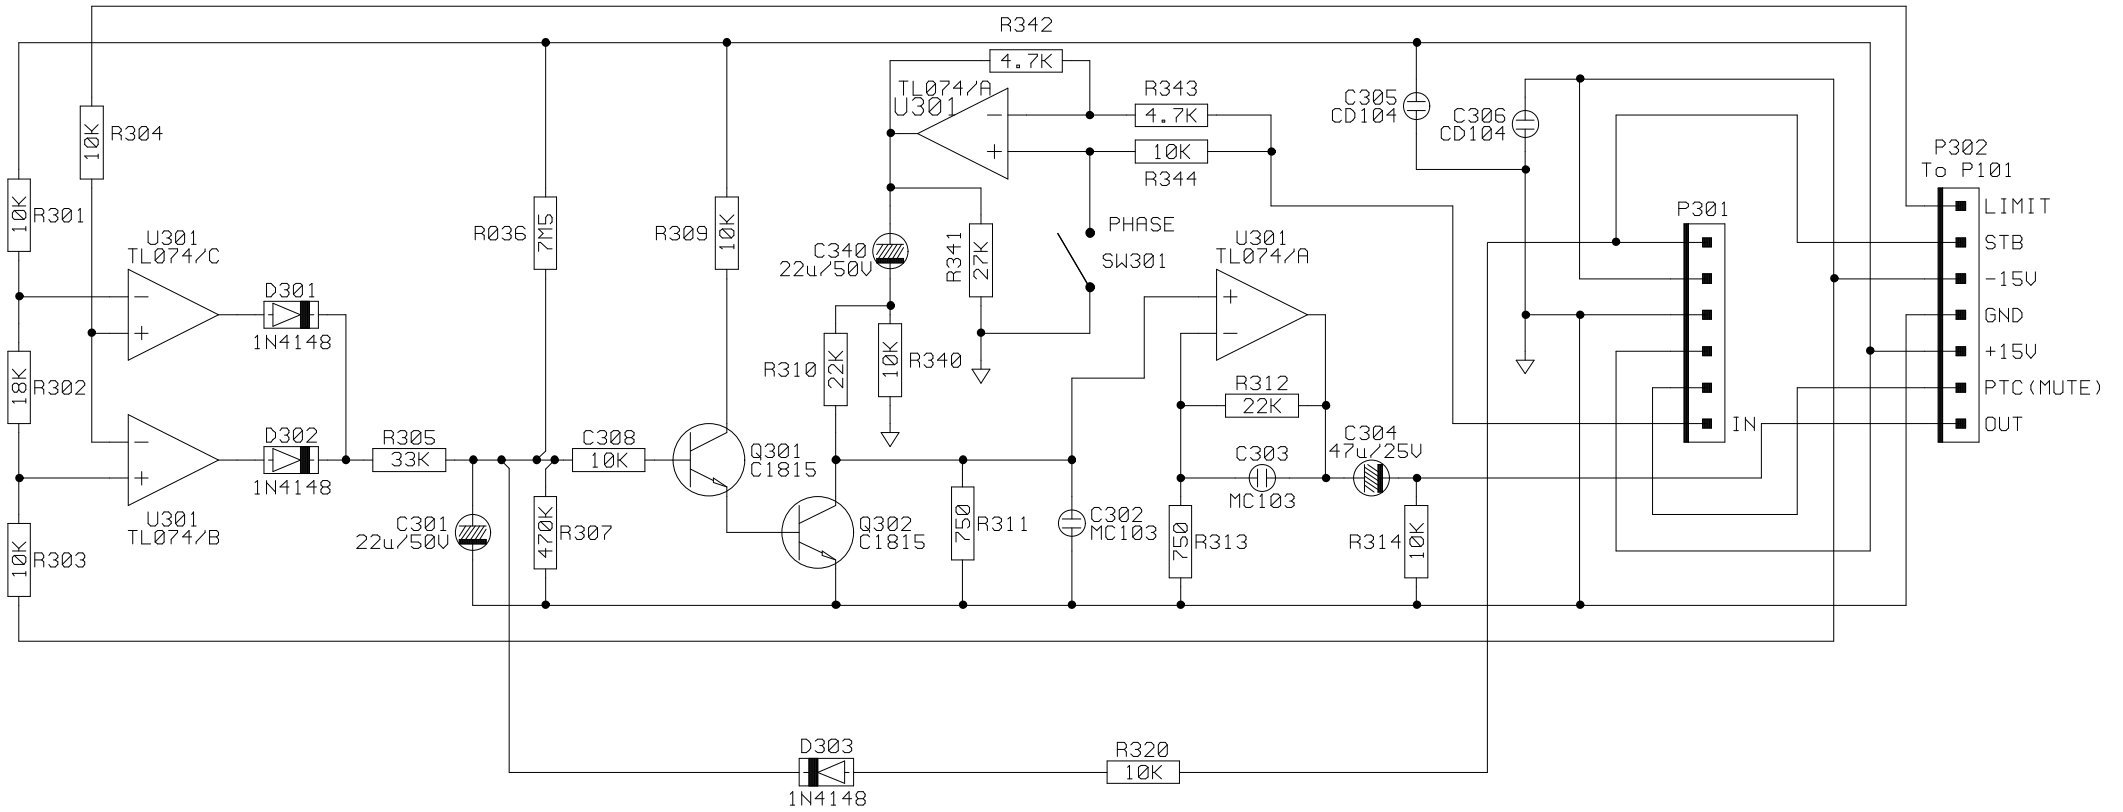 R342
4.7K
TL074/A
U301
R343
4.7K
10K
R344
C305
CD104
C306
CD104
P302
To P101
10K
R304
10K
R301
U301
TL074/C
D301
1N4148
R036
7M5
R309
10K
C340
22u/50V
R341
27K
PHASE
SW301
U301
TL074/A
P301
LIMIT
STB
-15V
GND
+15V
PTC(MUTE)
OUT
IN
18K
R302
R310
22K
10K
R340
R312
22K
D302
1N4148
R305
33K
C308
10K
Q301
C1815
C303
MC103
C304
47u/25V
U301
TL074/B
10K
R303
C301
22u/50V
470K
R307
Q302
C1815
750
R311
C302
MC103
750
R313
R314
10K
D303
1N4148
R320
10K